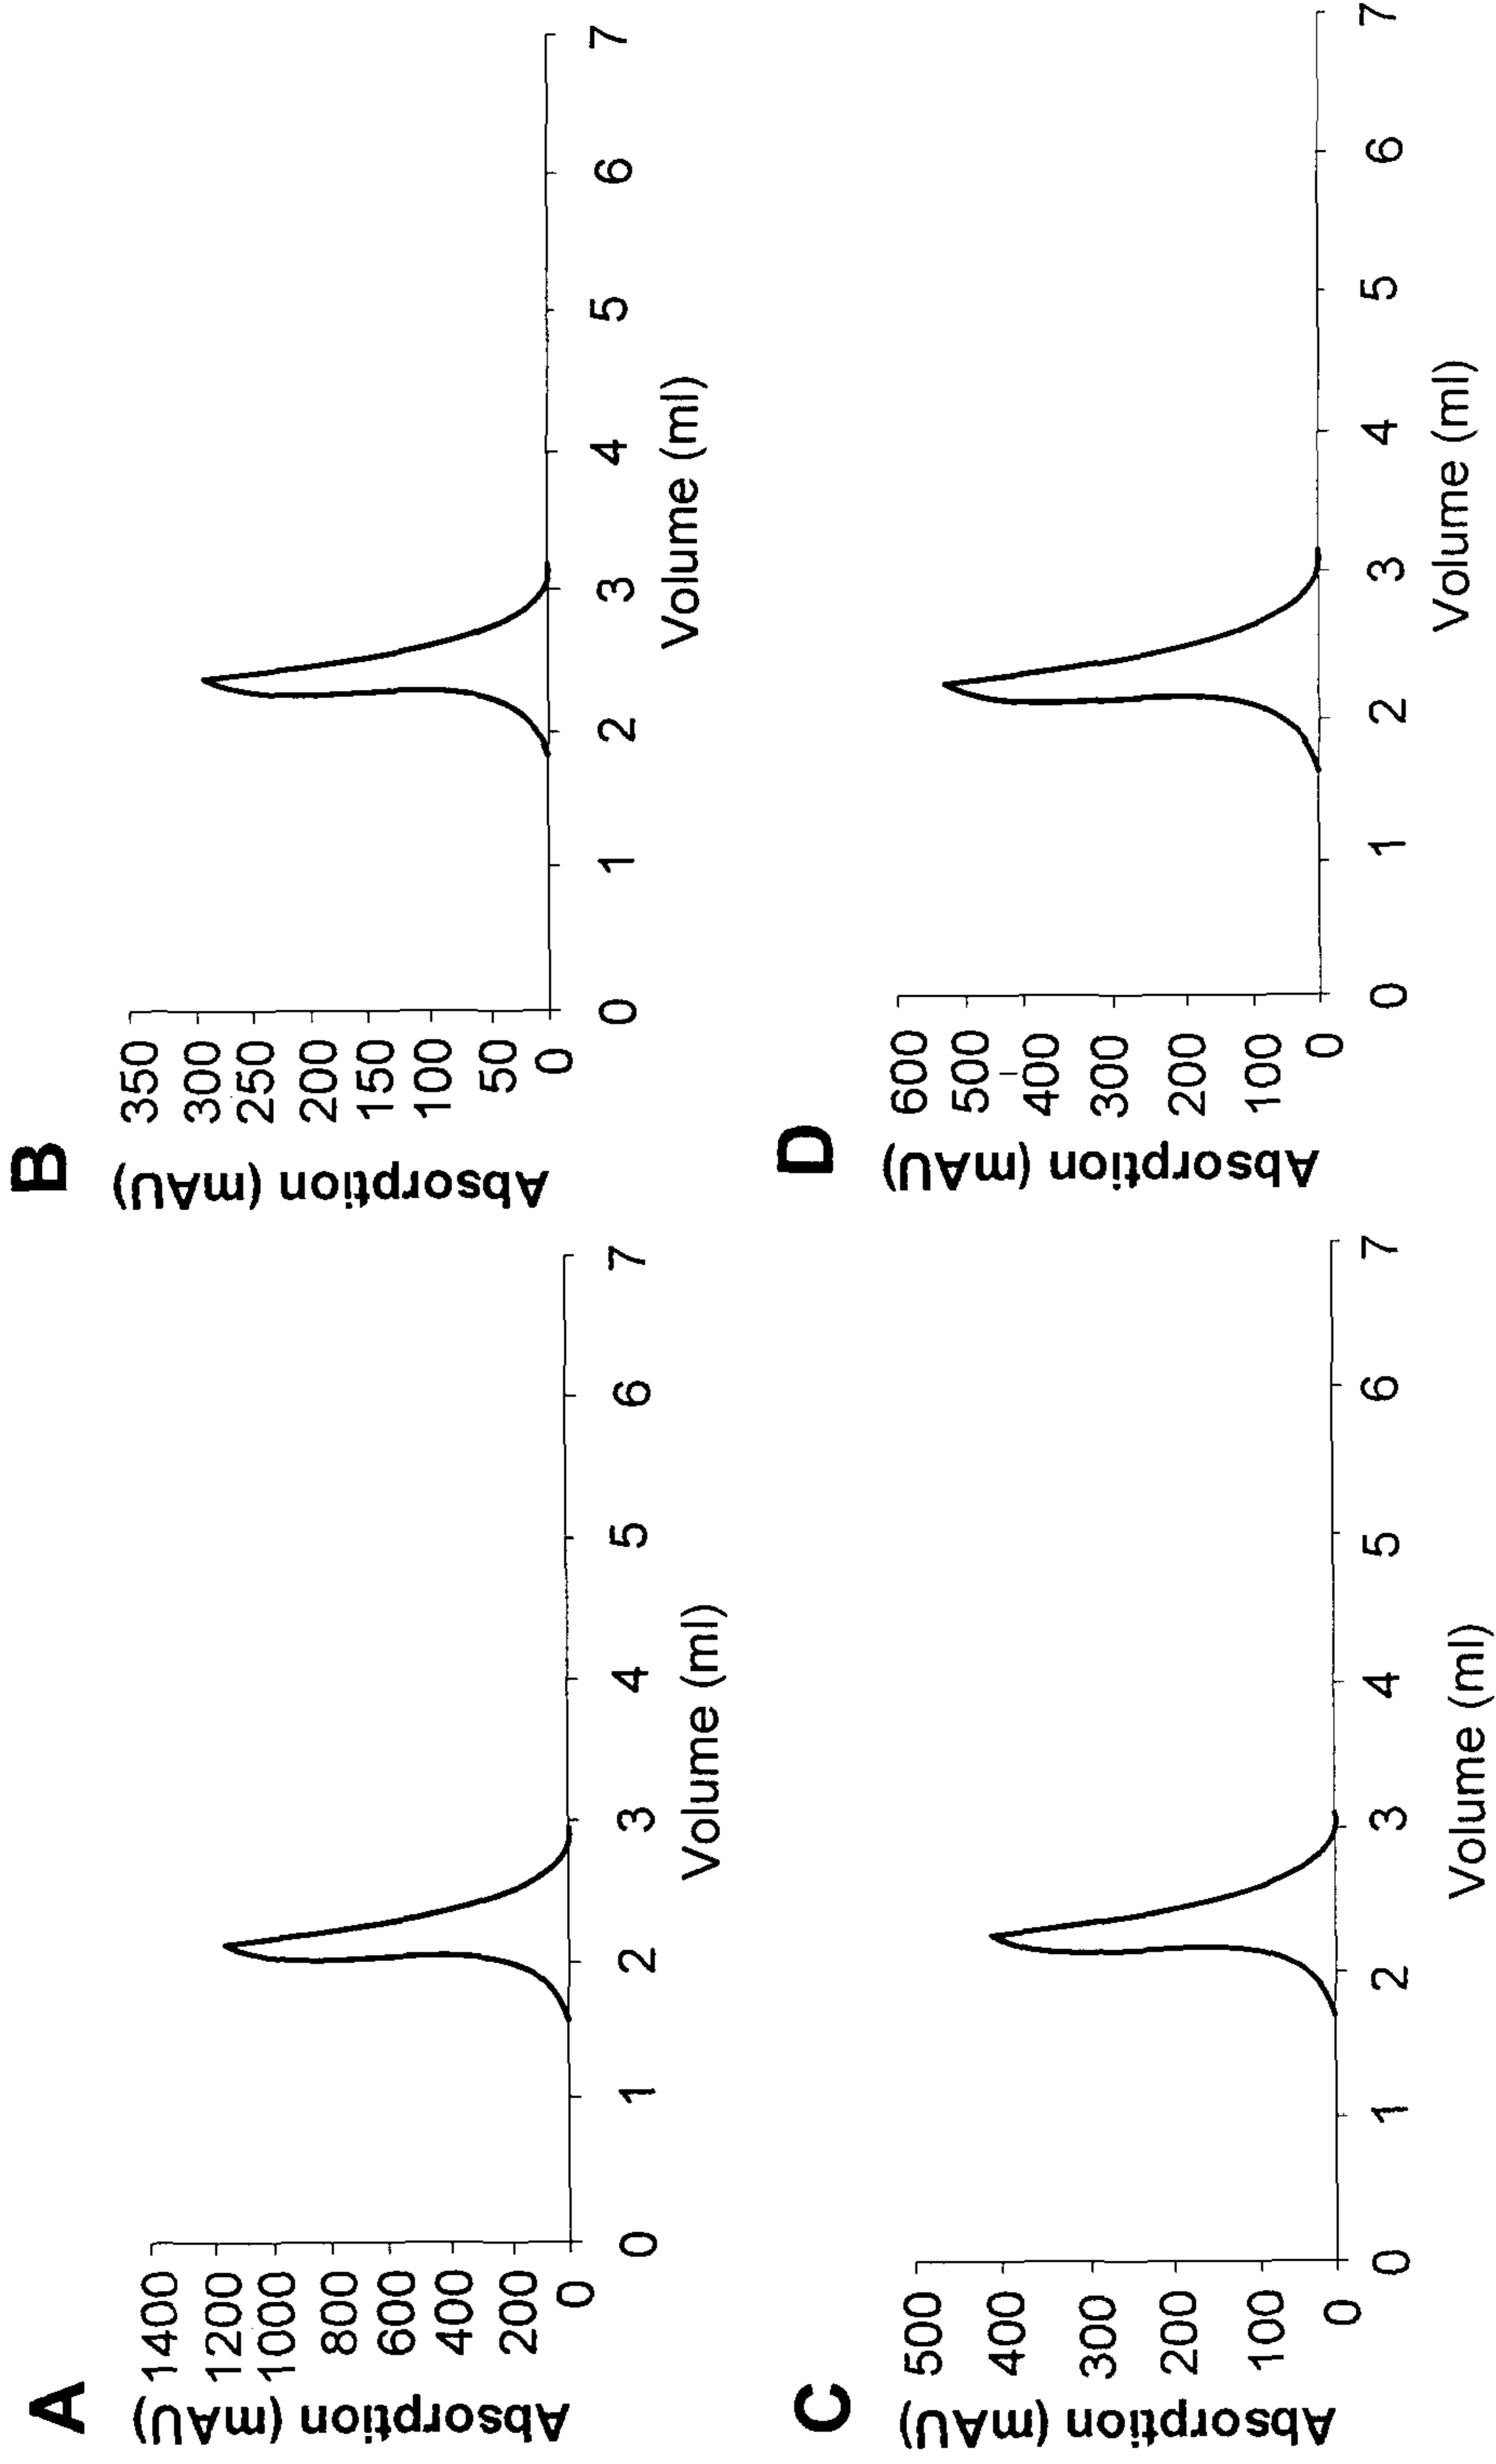 A
Absorption (mAU)
1400
1200
1000
800
600
400
200
0
0 1 2 3 4 5 6 7
Volume (ml)
B
Absorption (mAU)
350
300
250
200
150
100
50
0
0 1 2 3 4 5 6 7
Volume (ml)
C
Absorption (mAU)
500
400
300
200
100
0
0 1 2 3 4 5 6 7
Volume (ml)
D
Absorption (mAU)
600
500
400
300
200
100
0
0 1 2 3 4 5 6 7
Volume (ml)